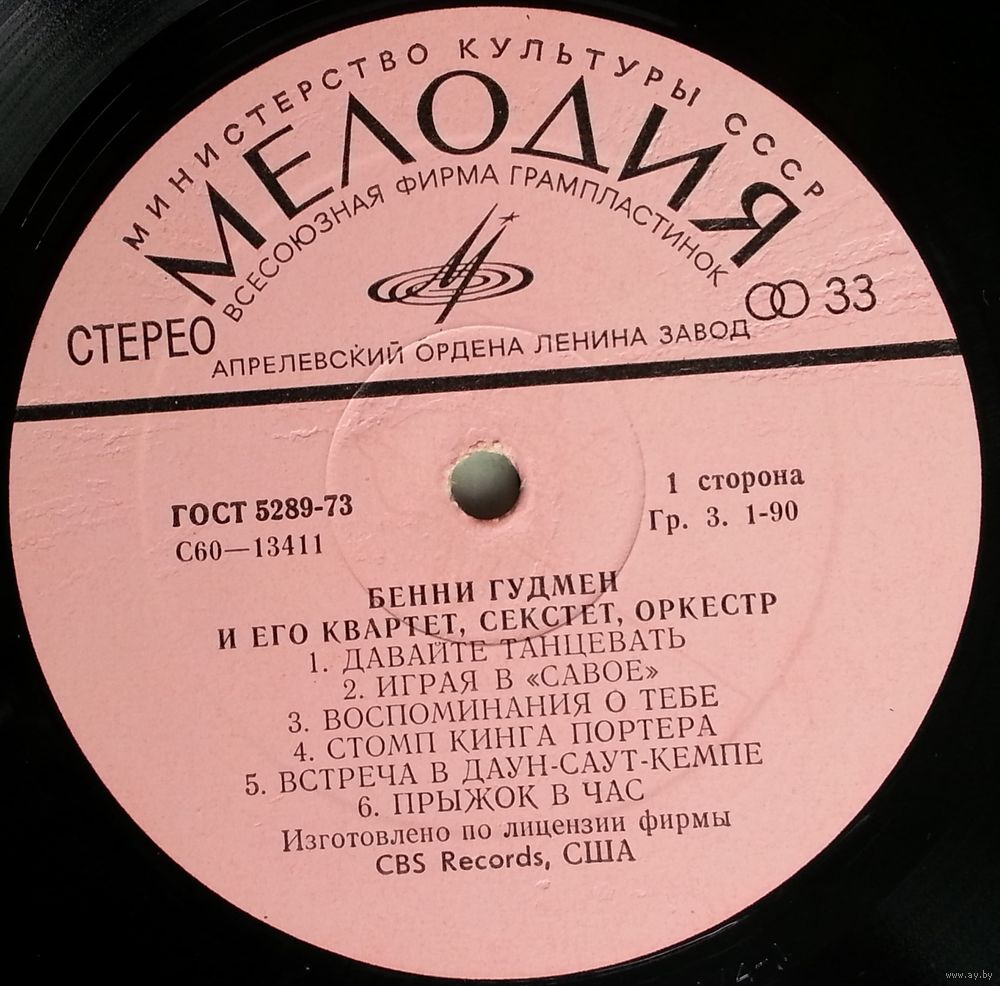 МИНИСТЕРСТВО КУЛЬТУРЫ СССР
МЕЛОДИЯ
ВСЕСОЮЗНАЯ ФИРМА ГРАМПЛАСТИНОК
СТЕРЕО
33
АПРЕЛЕВСКИЙ ОРДЕНА ЛЕНИНА ЗАВОД
ГОСТ 5289-73
С60—13411
1 сторона
Гр. 3. 1-90
БЕННИ ГУДМЕН
И ЕГО КВАРТЕТ, СЕКСТЕТ, ОРКЕСТР
1. ДАВАЙТЕ ТАНЦЕВАТЬ
2. ИГРАЯ В «САВОЕ»
3. ВОСПОМИНАНИЯ О ТЕБЕ
4. СТОМП КИНГА ПОРТЕРА
5. ВСТРЕЧА В ДАУН-САУТ-КЕМПЕ
6. ПРЫЖОК В ЧАС
Изготовлено по лицензии фирмы
CBS Records, США
www.ay.by